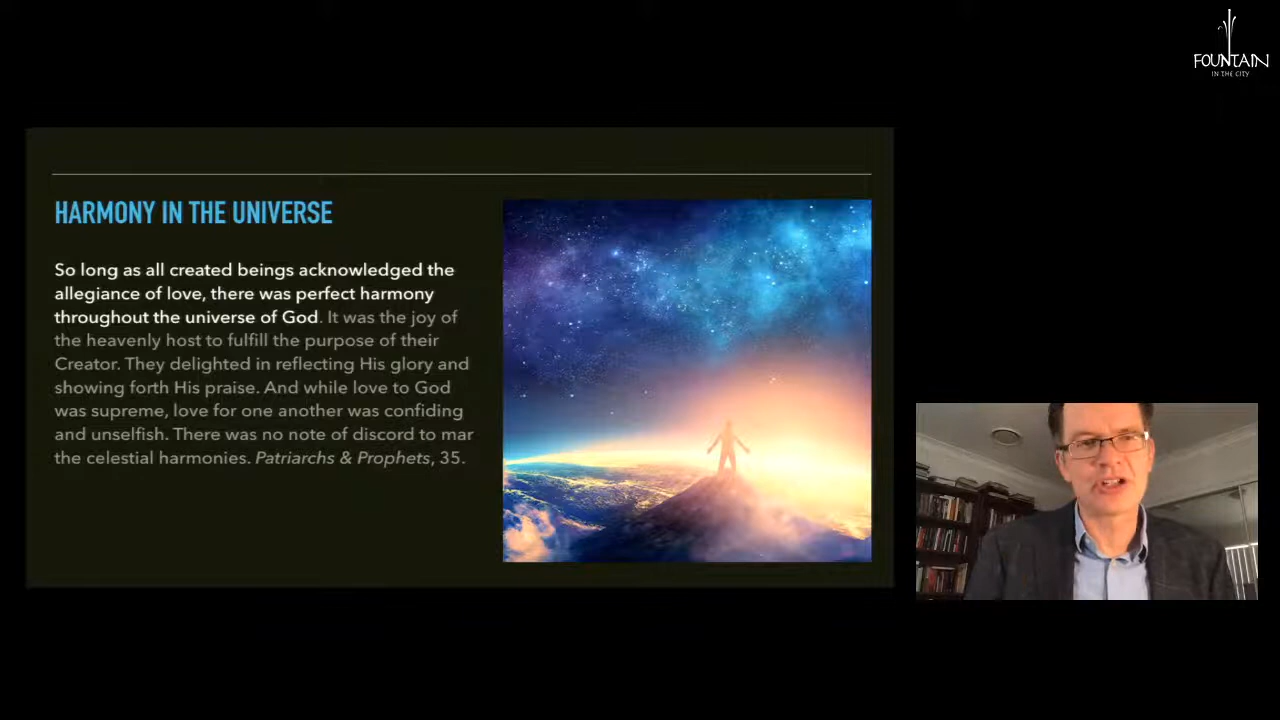 FOUNTAIN
IN THE CITY
HARMONY IN THE UNIVERSE
So long as all created beings acknowledged the
allegiance of love, there was perfect harmony
throughout the universe of God. It was the joy of
the heavenly host to fulfill the purpose of their
Creator. They delighted in reflecting His glory and
showing forth His praise. And while love to God
was supreme, love for one another was confiding
and unselfish. There was no note of discord to mar
the celestial harmonies. Patriarchs & Prophets, 35.